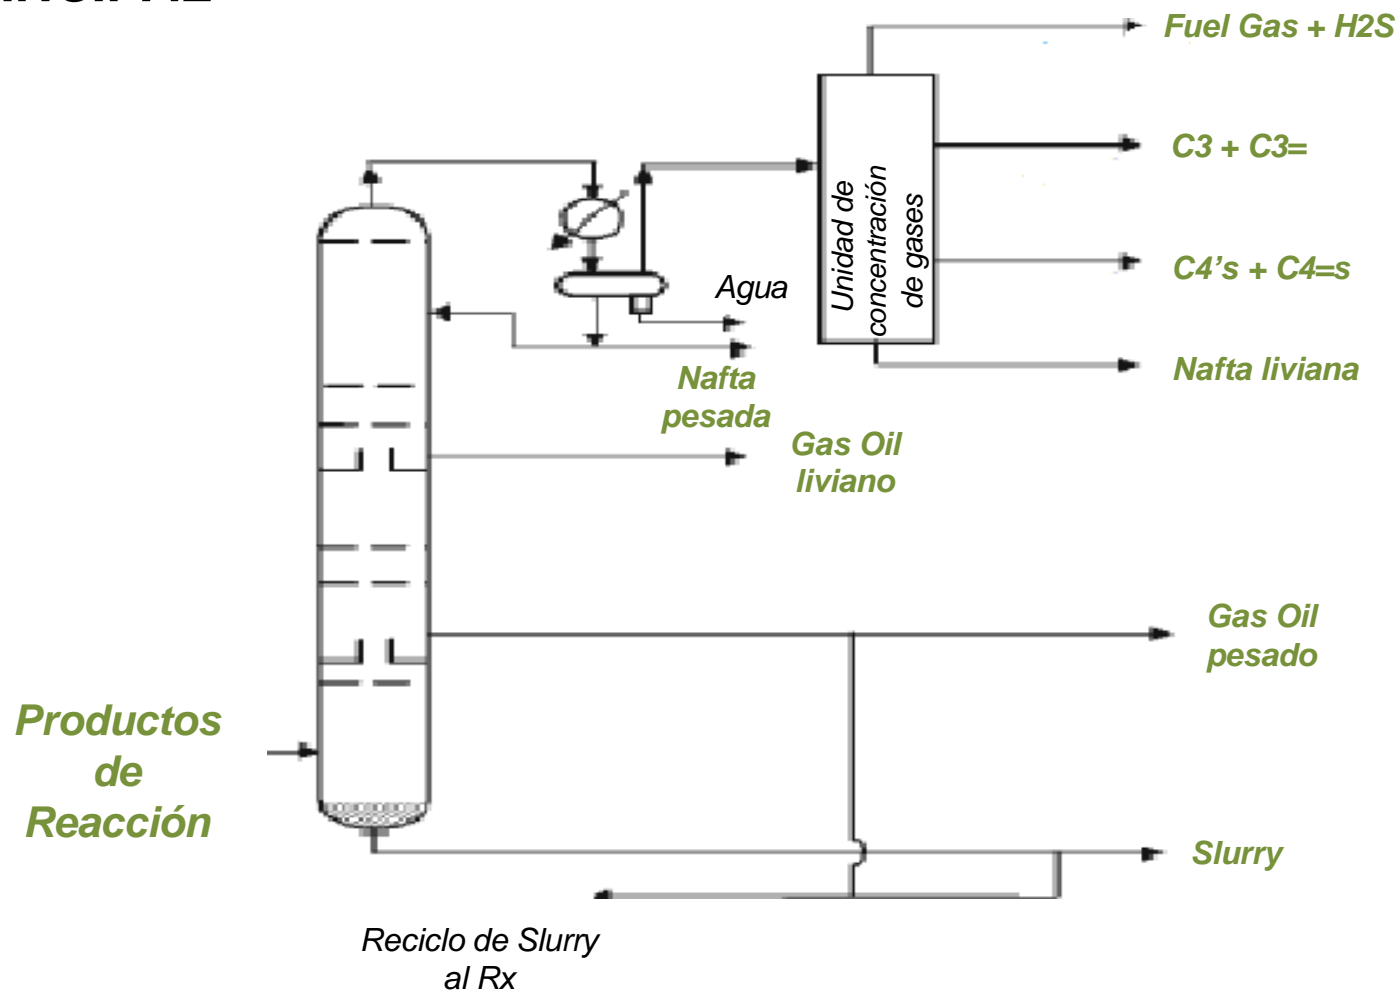 Fuel Gas + H2S
C3 + C3=
Unidad de
concentración
de gases
C4's + C4=s
Agua
Nafta liviana
Nafta
pesada
Gas Oil
liviano
Gas Oil
pesado
Productos
de
Reacción
Slurry
Reciclo de Slurry
al Rx